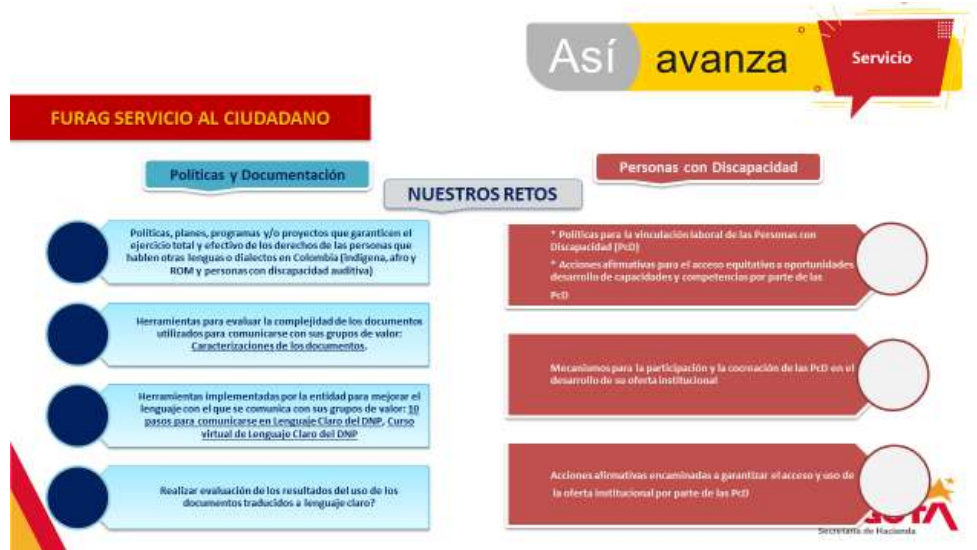 Así avanza
Servicio
FURAG SERVICIO AL CIUDADANO
Políticas y Documentación
Personas con Discapacidad
NUESTROS RETOS
Políticas, planes, programas y/o proyectos que garanticen el
ejercicio total y efectivo de los derechos de las personas que
hablen otras lenguas o dialectos en Colombia (indígena, afro y
ROM y personas con discapacidad auditiva)
Herramientas para evaluar la complejidad de los documentos
utilizados para comunicarse con sus grupos de valor:
Caracterizaciones de los documentos.
Herramientas implementadas por la entidad para mejorar el
lenguaje con el que se comunica con sus grupos de valor: 10
pasos para comunicarse en Lenguaje Claro del DNP, Curso
virtual de Lenguaje Claro del DNP
Realizar evaluación de los resultados del uso de los
documentos traducidos a lenguaje claro?
* Políticas para la vinculación laboral de las Personas con
Discapacidad (PcD)
* Acciones afirmativas para el acceso equitativo a oportunidades
desarrollo de capacidades y competencias por parte de las
PcD
Mecanismos para la participación y la cocreación de las PcD en el
desarrollo de su oferta institucional
Acciones afirmativas encaminadas a garantizar el acceso y uso de
la oferta institucional por parte de las PcD
Secretaría de Hacienda